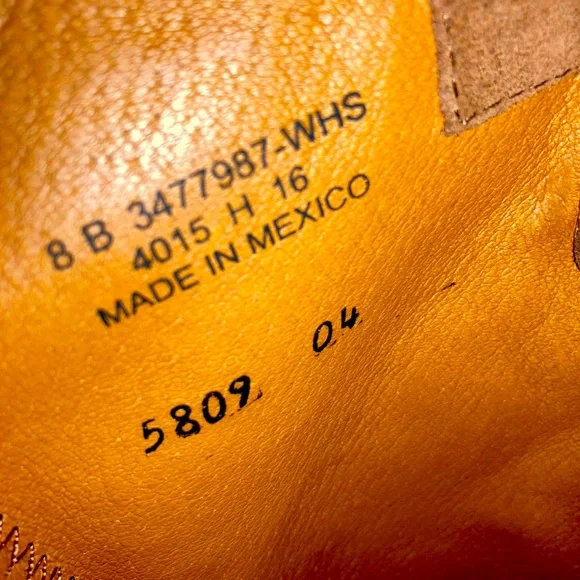 8 B 3477987-WHS
4015 H 16
MADE IN MEXICO
5809 04